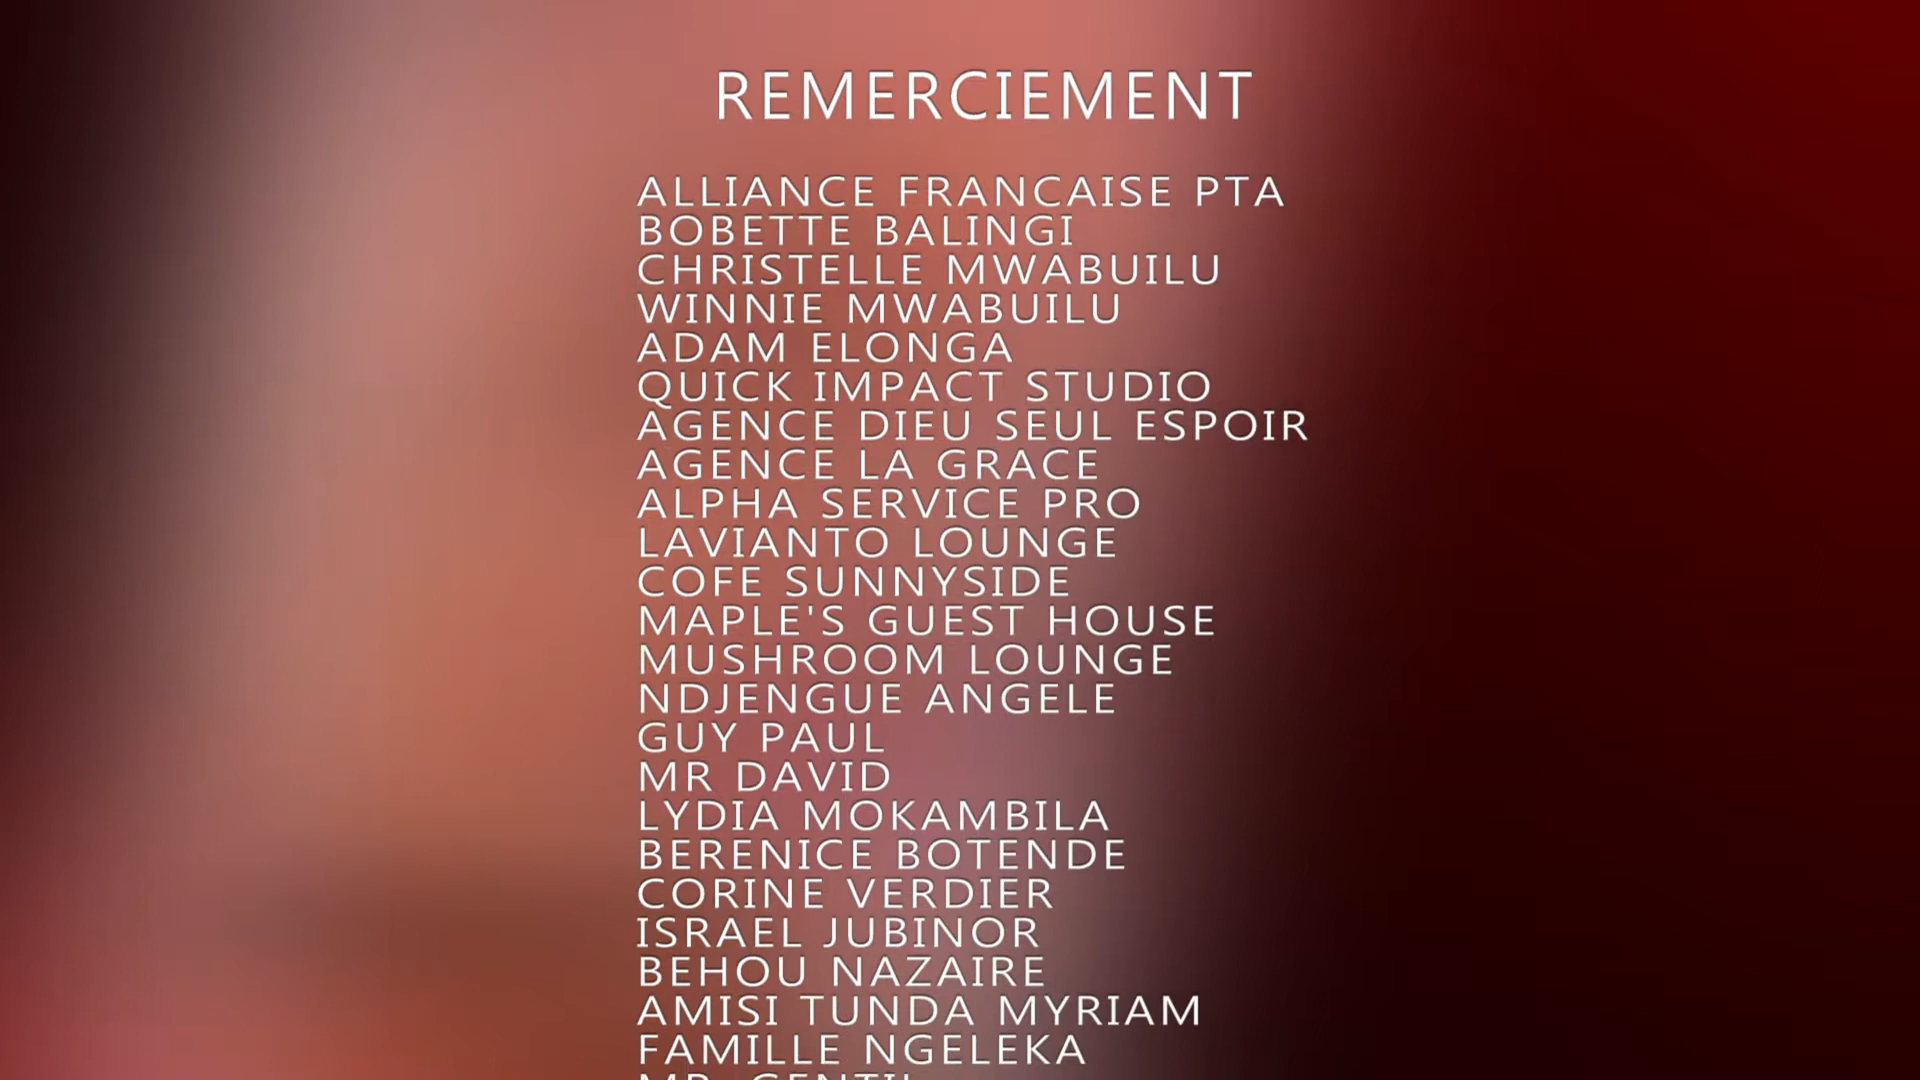 REMERCIEMENT
ALLIANCE FRANCAISE PTA
BOBETTE BALINGI
CHRISTELLE MWABUILU
WINNIE MWABUILU
ADAM ELONGA
QUICK IMPACT STUDIO
AGENCE DIEU SEUL ESPOIR
AGENCE LA GRACE
ALPHA SERVICE PRO
LAVIANTO LOUNGE
COFE SUNNYSIDE
MAPLE'S GUEST HOUSE
MUSHROOM LOUNGE
NDJENGUE ANGELE
GUY PAUL
MR DAVID
LYDIA MOKAMBILA
BERENICE BOTENDE
CORINE VERDIER
ISRAEL JUBINOR
BEHOU NAZAIRE
AMISI TUNDA MYRIAM
FAMILLE NGELEKA